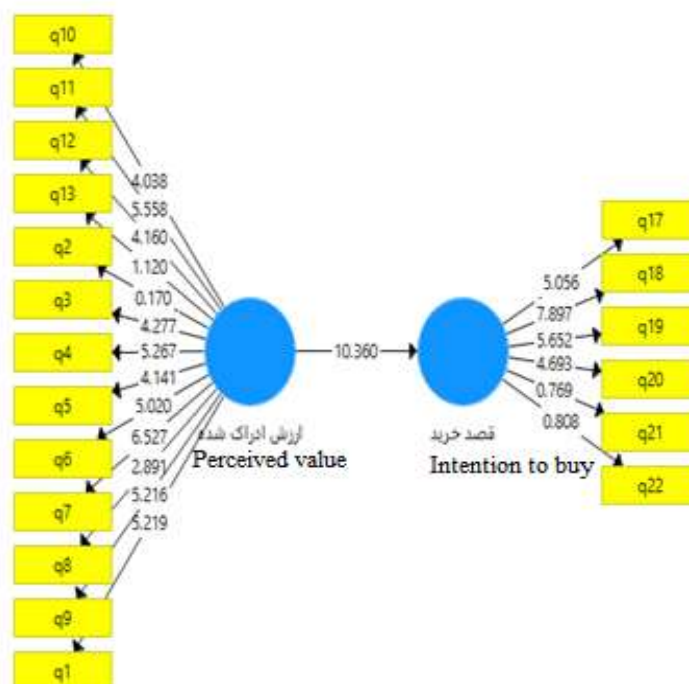 q10
q11
q12
q13
q2
q3
q4
q5
q6
q7
q8
q9
q1
4.038
5.558
4.160
1.120
0.170
4.277
5.267
4.141
5.020
6.527
2.891
5.216
5.219
ارزش ادراک شده
Perceived value
10.360
قصد خرید
Intention to buy
5.056
7.897
5.652
4.693
0.769
0.808
q17
q18
q19
q20
q21
q22